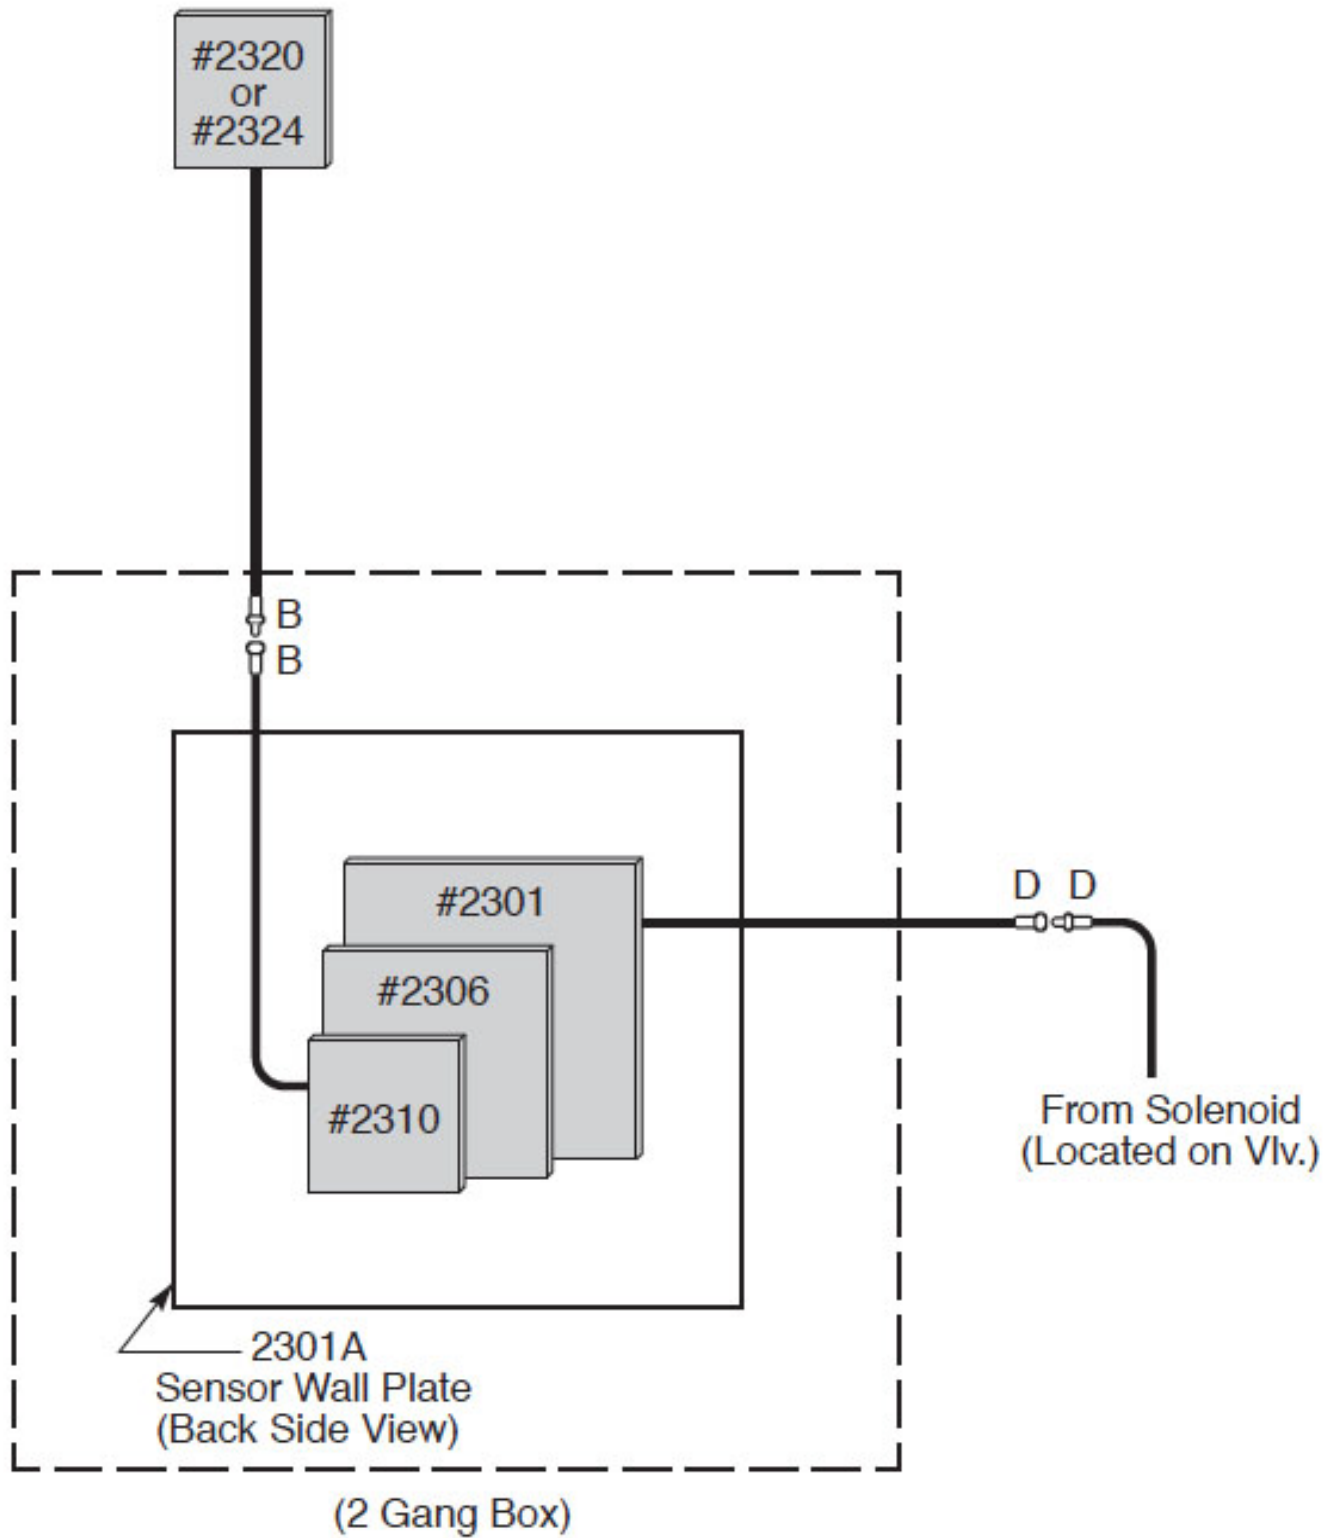 #2320
or
#2324
B
B
#2301
D D
#2306
#2310
From Solenoid
(Located on Vlv.)
2301A
Sensor Wall Plate
(Back Side View)
(2 Gang Box)